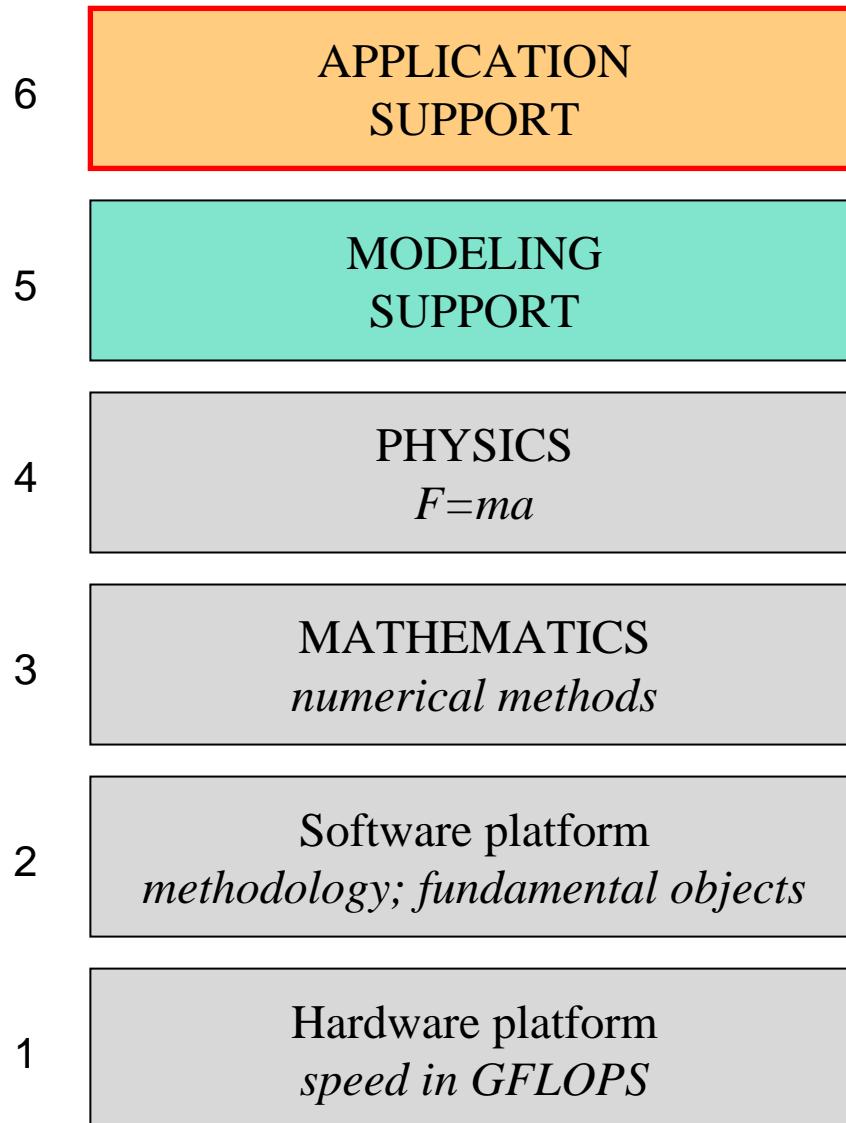 6
APPLICATION
SUPPORT
5
MODELING
SUPPORT
4
PHYSICS
F=ma
3
MATHEMATICS
numerical methods
2
Software platform
methodology; fundamental objects
1
Hardware platform
speed in GFLOPS